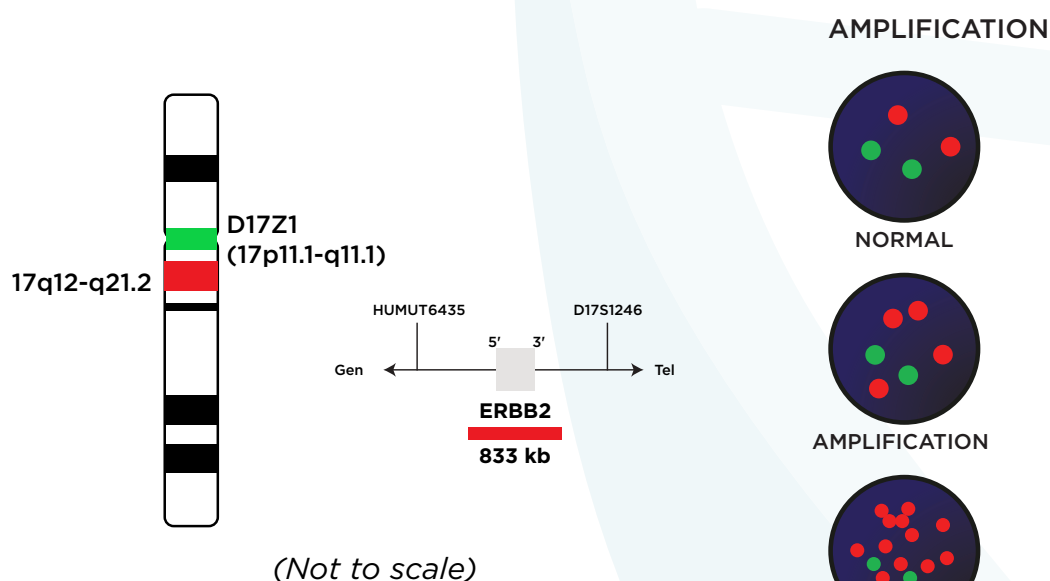 AMPLIFICATION
D17Z1
(17p11.1-q11.1)
17q12-q21.2
NORMAL
HUMUT6435
D17S1246
5'
3'
Gen
Tel
ERBB2
833 kb
AMPLIFICATION
(Not to scale)